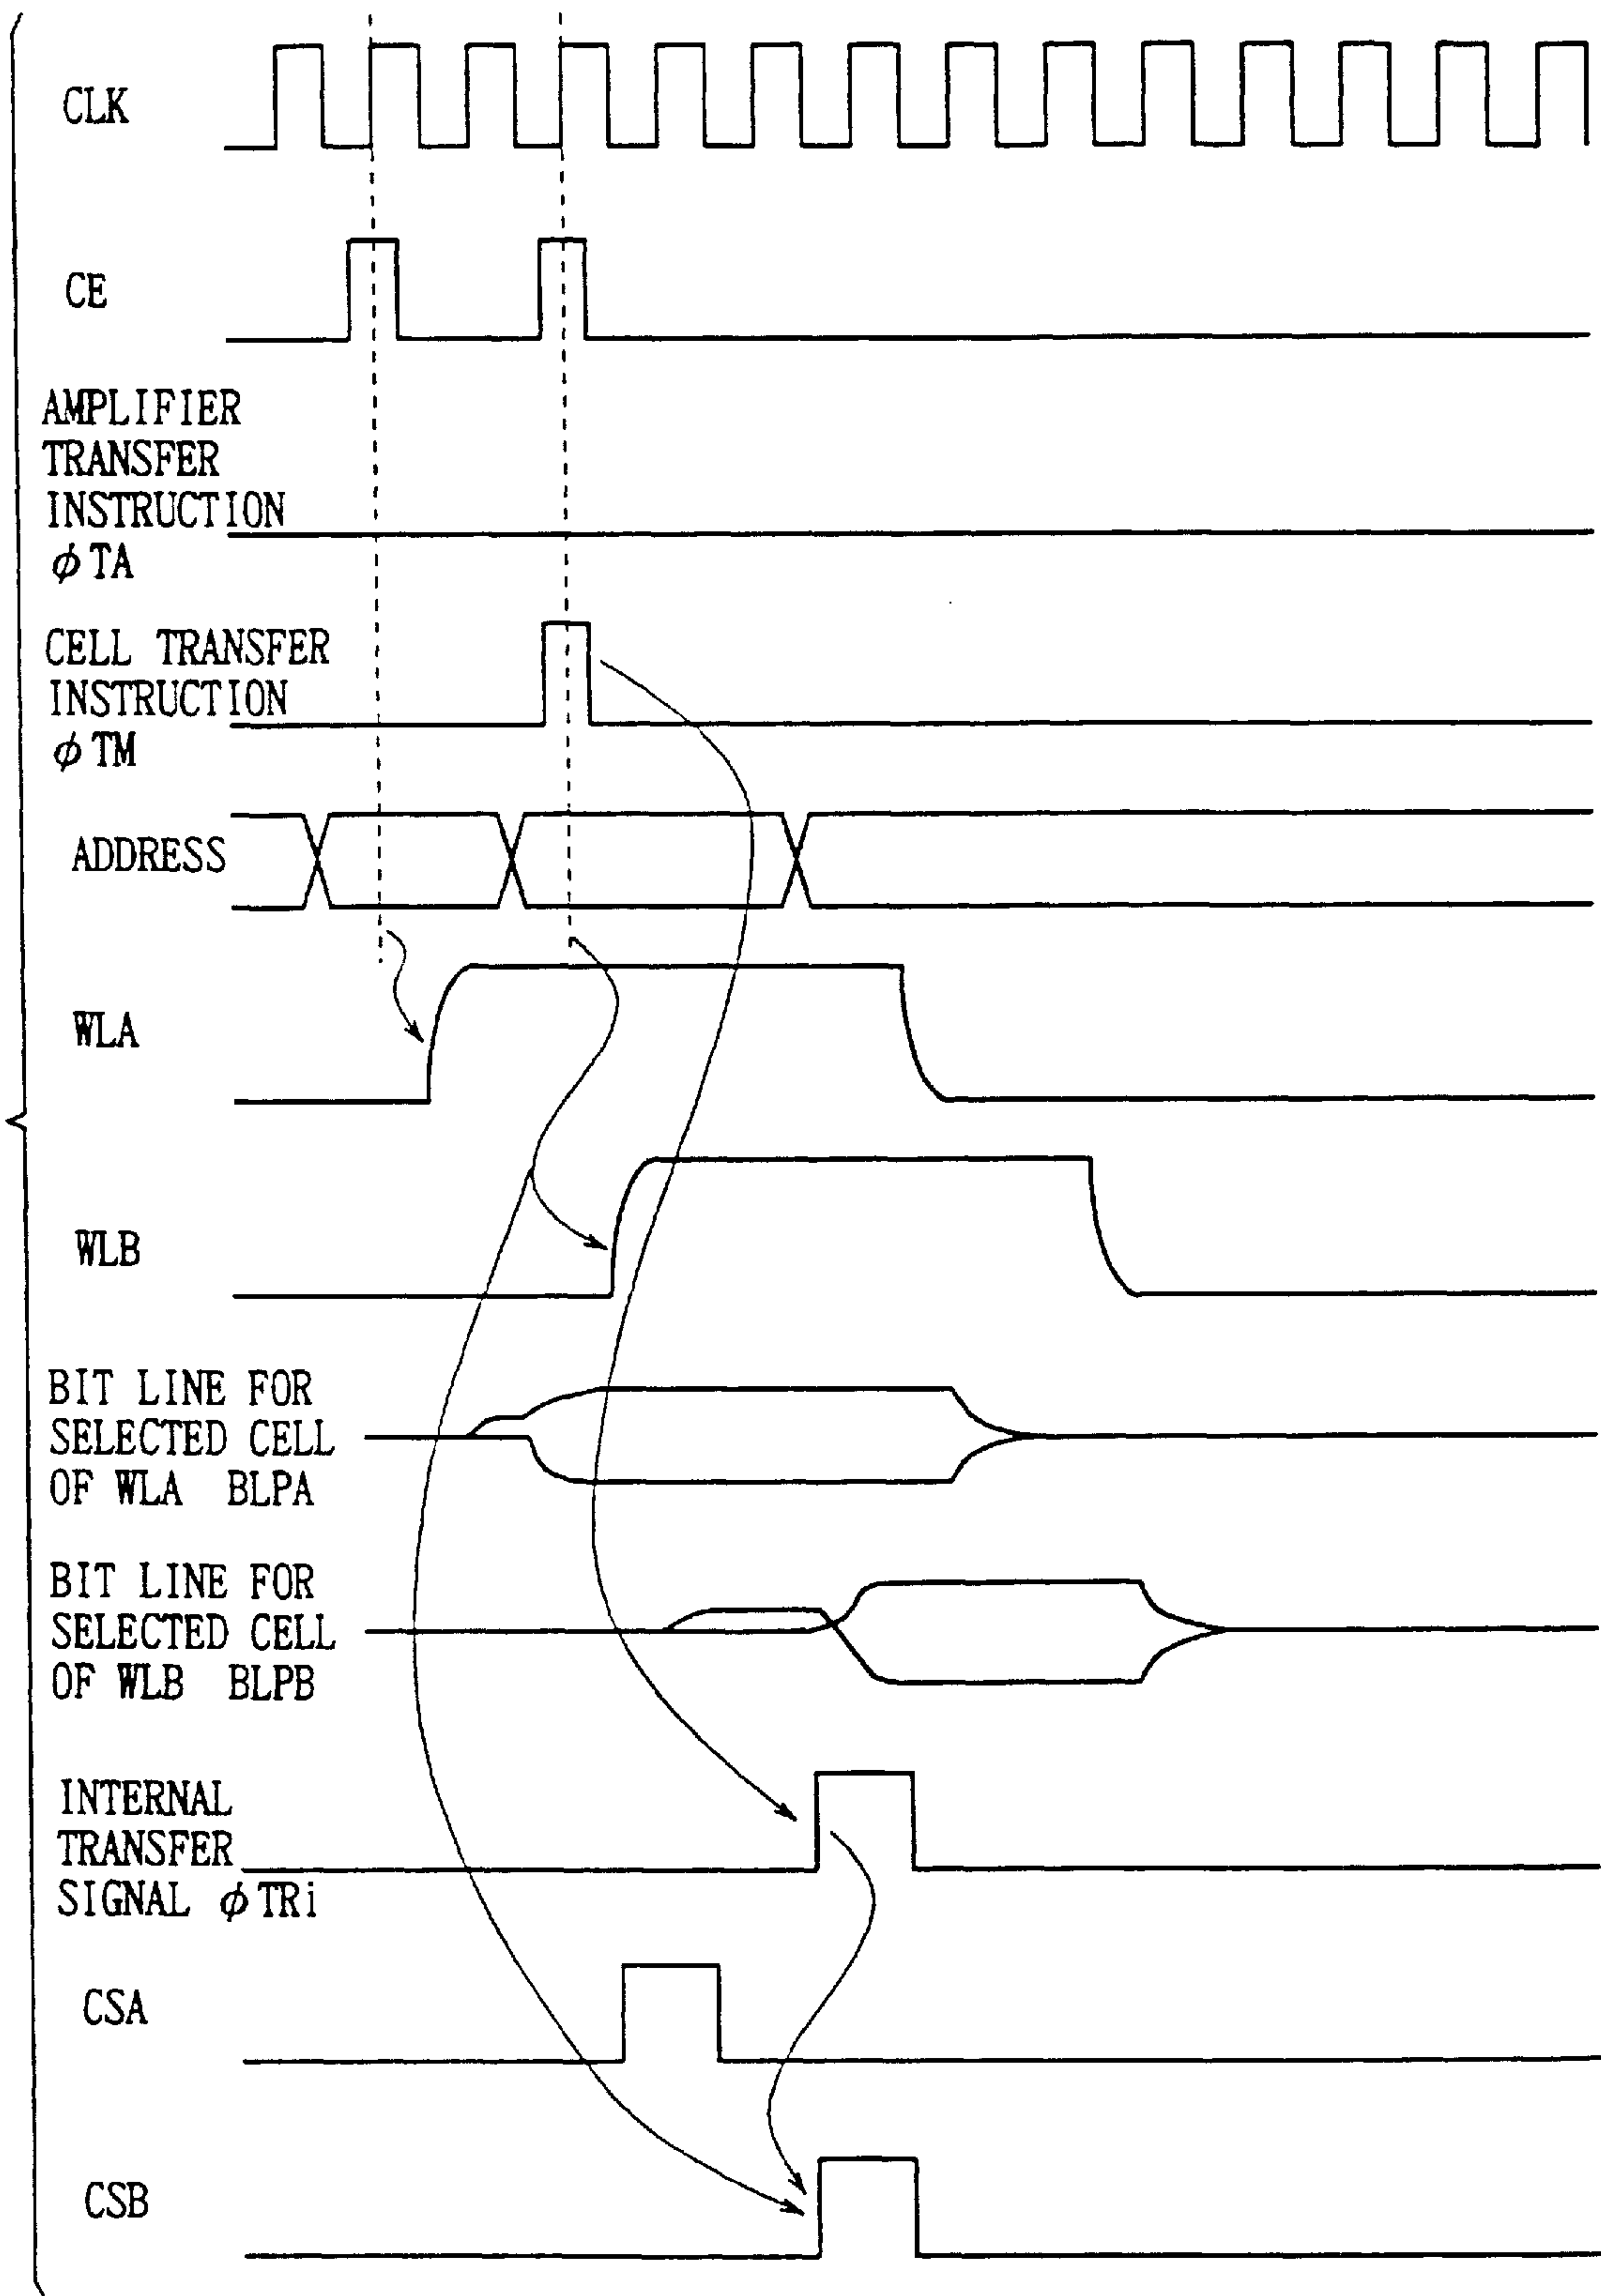 CLK
CE
AMPLIFIER
TRANSFER
INSTRUCTION
φTA
CELL TRANSFER
INSTRUCTION
φTM
ADDRESS
WLA
WLB
BIT LINE FOR
SELECTED CELL
OF WLA BLPA
BIT LINE FOR
SELECTED CELL
OF WLB BLPB
INTERNAL
TRANSFER
SIGNAL φTRi
CSA
CSB